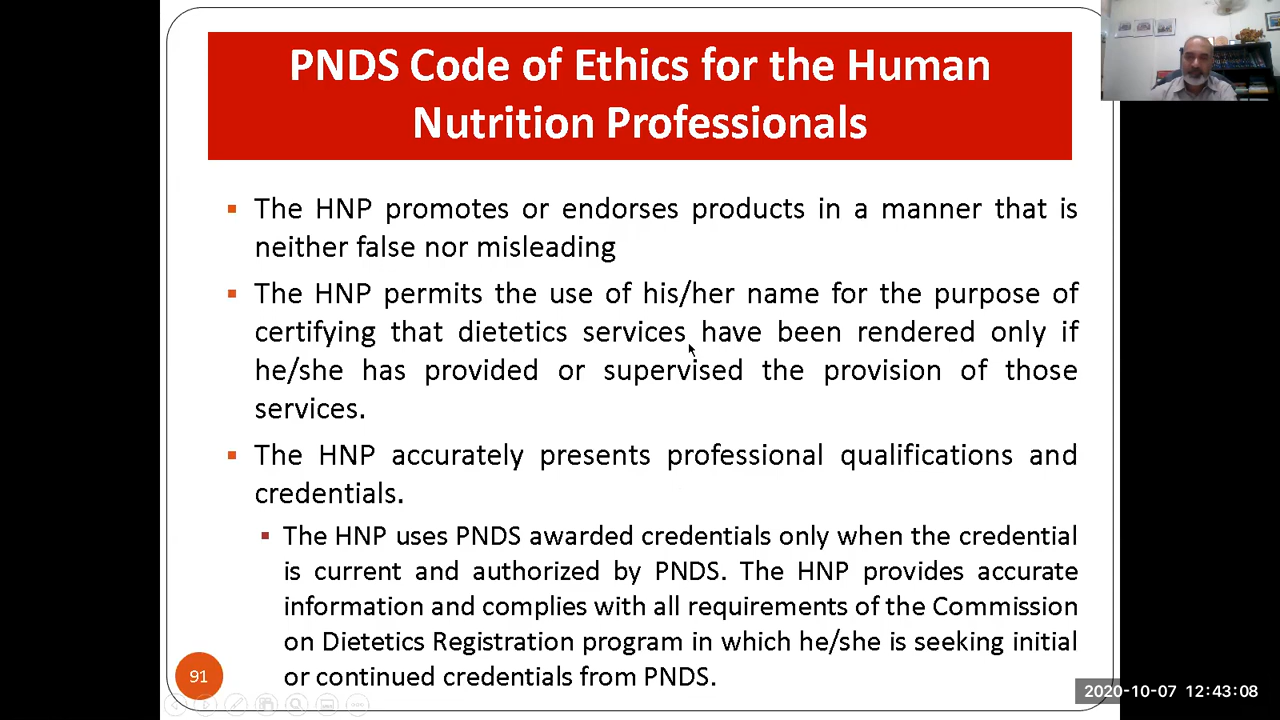 PNDS Code of Ethics for the Human
Nutrition Professionals
The HNP promotes or endorses products in a manner that is
neither false nor misleading
The HNP permits the use of his/her name for the purpose of
certifying that dietetics services have been rendered only if
he/she has provided or supervised the provision of those
services.
The HNP accurately presents professional qualifications and
credentials.
The HNP uses PNDS awarded credentials only when the credential
is current and authorized by PNDS. The HNP provides accurate
information and complies with all requirements of the Commission
on Dietetics Registration program in which he/she is seeking initial
or continued credentials from PNDS.
91
2020-10-07 12:43:08